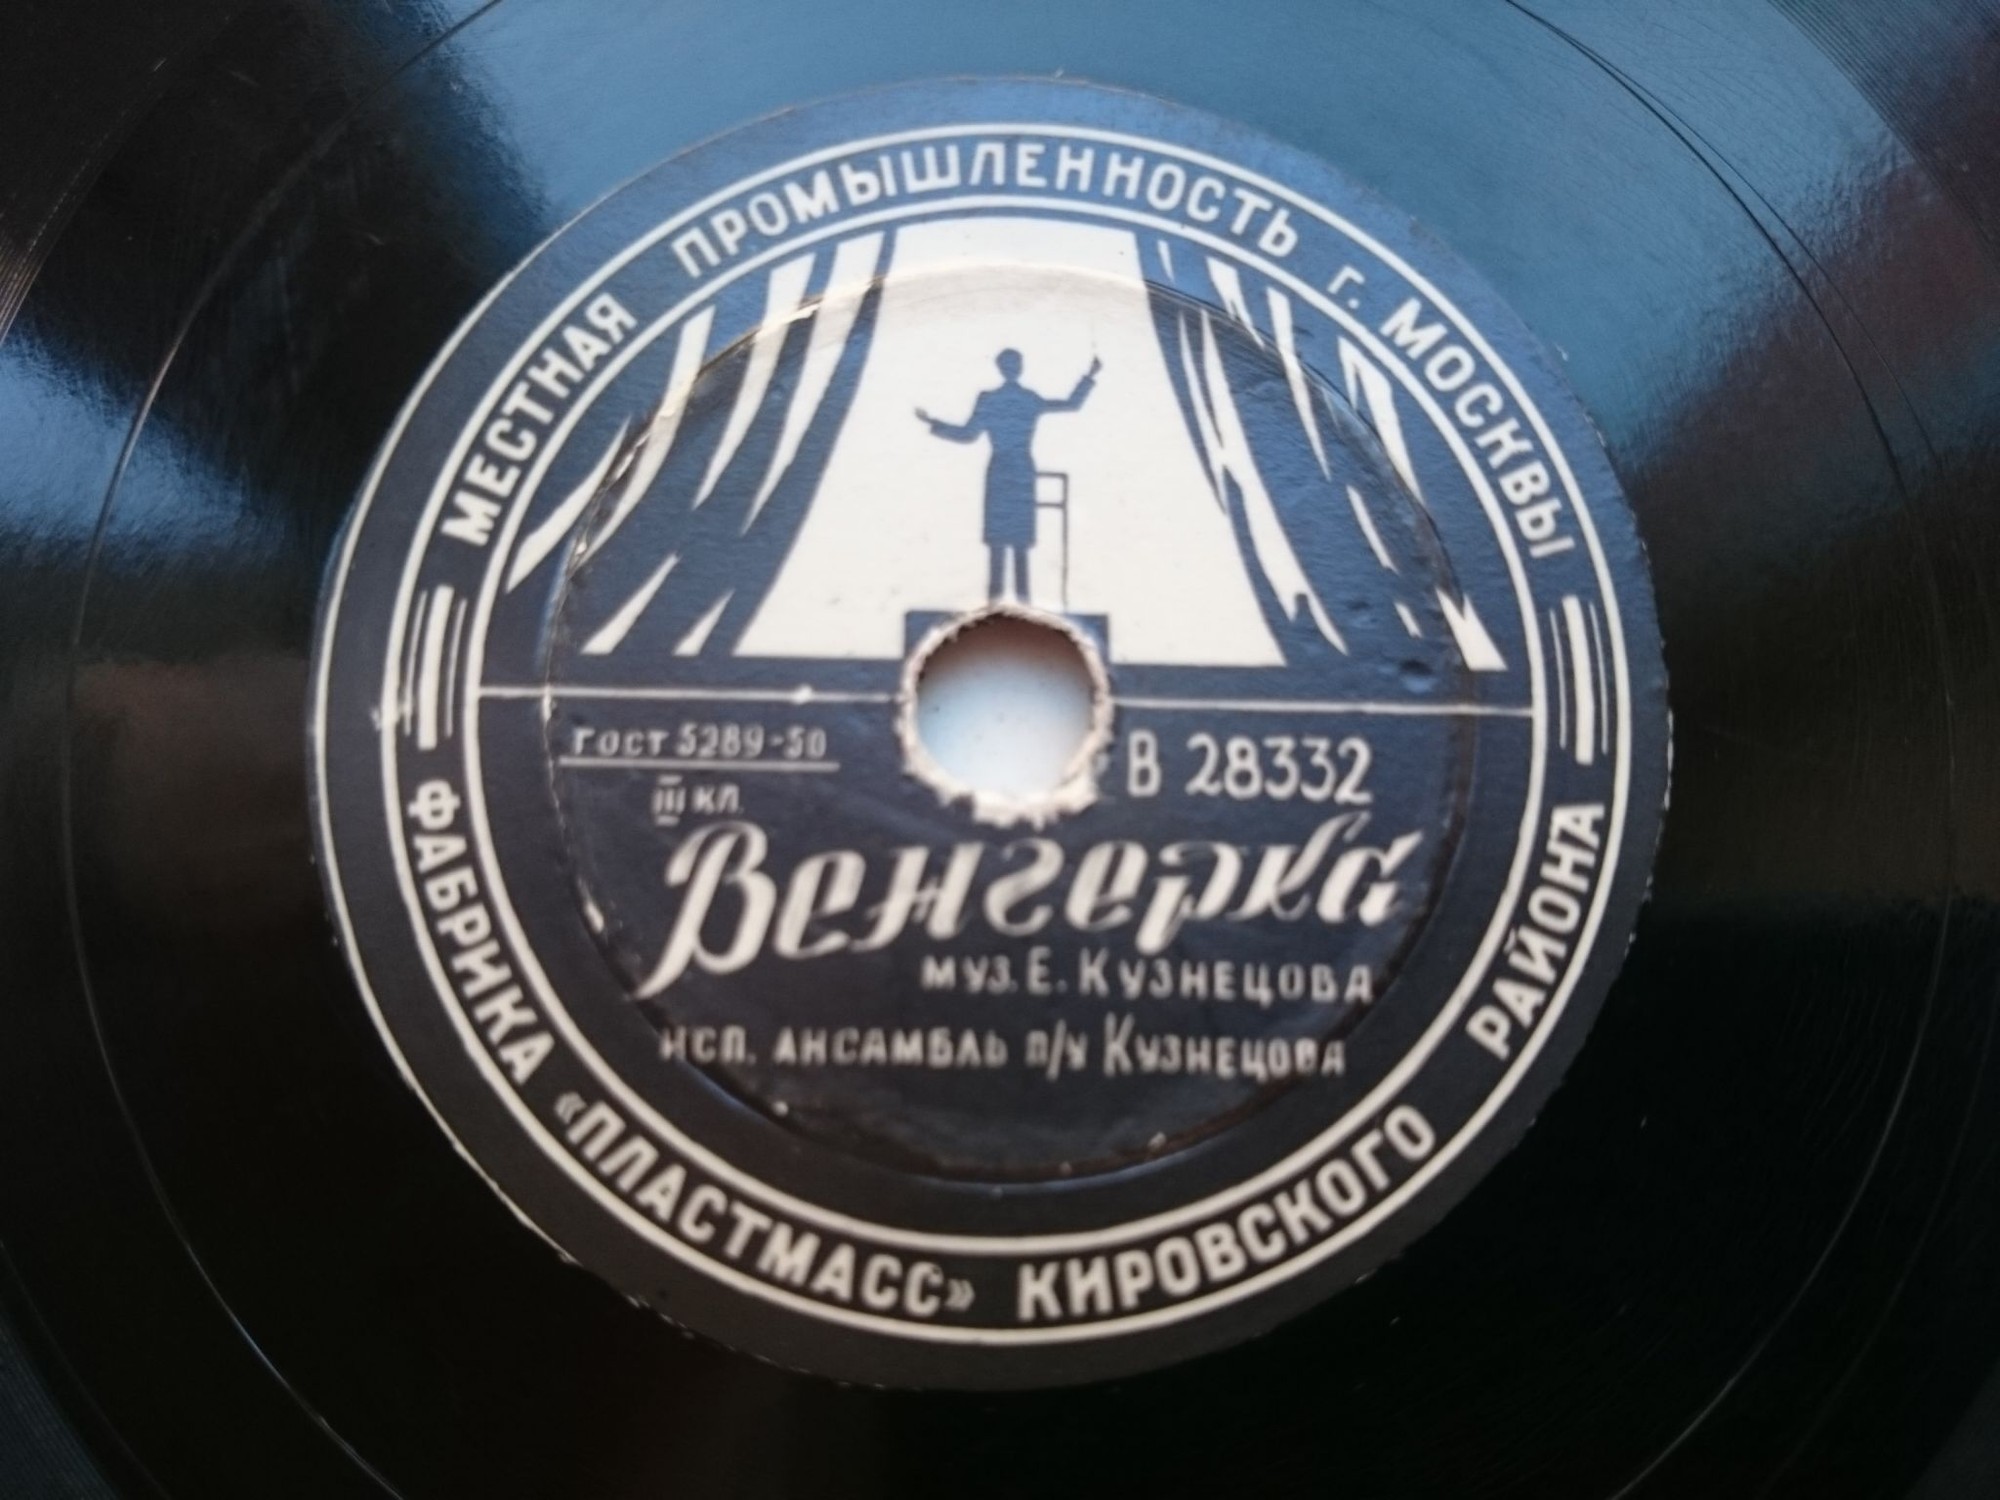 МЕСТНАЯ ПРОМЫШЛЕННОСТЬ г. МОСКВЫ
ГОСТ 5289-50
III КЛ.
В 28332
Венгерка
МУЗ. Е. КУЗНЕЦОВА
ИСП. АНСАМБЛЬ П/У КУЗНЕЦОВА
ФАБРИКА «ПЛАСТМАСС» КИРОВСКОГО РАЙОНА